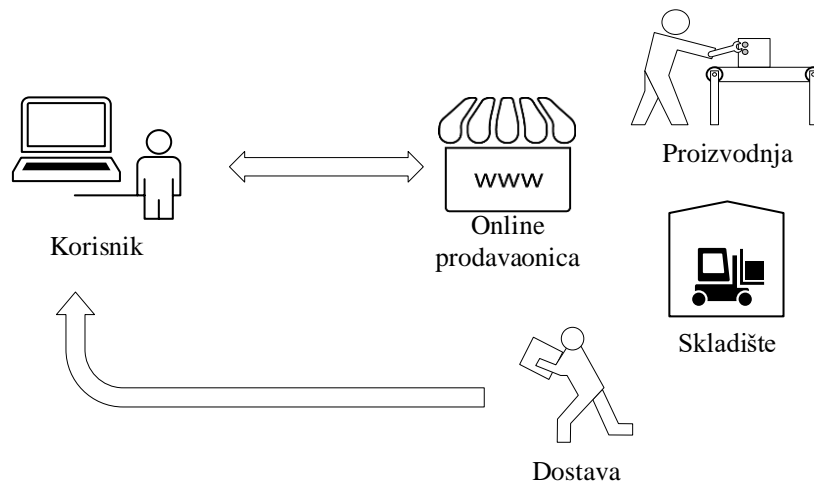 Proizvodnja
www
Korisnik
Online
prodavaonica
Skladište
Dostava